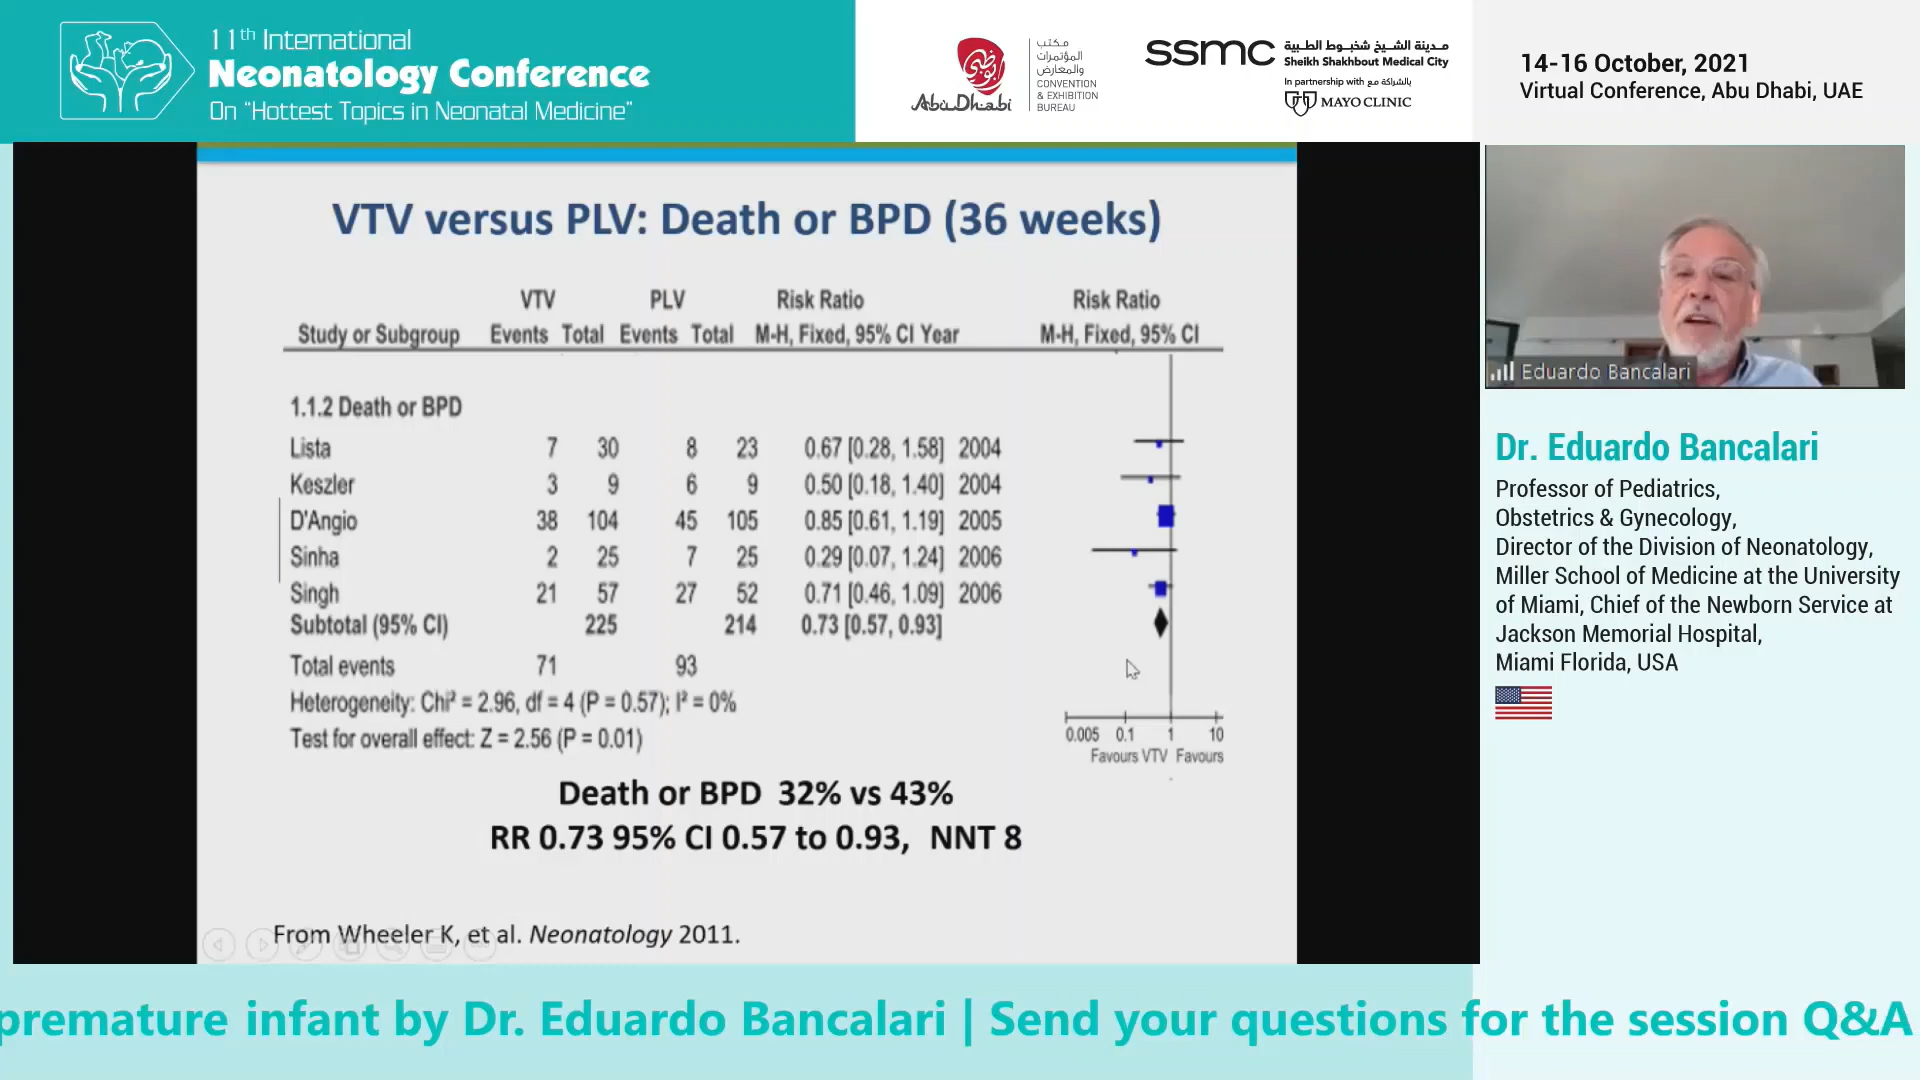 11th International
Neonatology Conference
On "Hottest Topics in Neonatal Medicine"
أبوظبي
Abu Dhabi
مكتب
المؤتمرات
والمعارض
CONVENTION
& EXHIBITION
BUREAU
ssmc
مدينة الشيخ شخبوط الطبية
Sheikh Shakhbout Medical City
In partnership with بالشراكة مع
MAYO CLINIC
14-16 October, 2021
Virtual Conference, Abu Dhabi, UAE
VTV versus PLV: Death or BPD (36 weeks)
VTV PLV Risk Ratio Risk Ratio
Study or Subgroup Events Total Events Total M-H, Fixed, 95% CI Year M-H, Fixed, 95% CI
1.1.2 Death or BPD
Lista 7 30 8 23 0.67 [0.28, 1.58] 2004
Keszler 3 9 6 9 0.50 [0.18, 1.40] 2004
D'Angio 38 104 45 105 0.85 [0.61, 1.19] 2005
Sinha 2 25 7 25 0.29 [0.07, 1.24] 2006
Singh 21 57 27 52 0.71 [0.46, 1.09] 2006
Subtotal (95% CI) 225 214 0.73 [0.57, 0.93]
Total events 71 93
Heterogeneity: Chi² = 2.96, df = 4 (P = 0.57); I² = 0%
Test for overall effect: Z = 2.56 (P = 0.01)
0.005 0.1 1 10
Favours VTV Favours
Death or BPD 32% vs 43%
RR 0.73 95% CI 0.57 to 0.93, NNT 8
From Wheeler K, et al. Neonatology 2011.
Eduardo Bancalari
Dr. Eduardo Bancalari
Professor of Pediatrics,
Obstetrics & Gynecology,
Director of the Division of Neonatology,
Miller School of Medicine at the University
of Miami, Chief of the Newborn Service at
Jackson Memorial Hospital,
Miami Florida, USA
premature infant by Dr. Eduardo Bancalari | Send your questions for the session Q&A